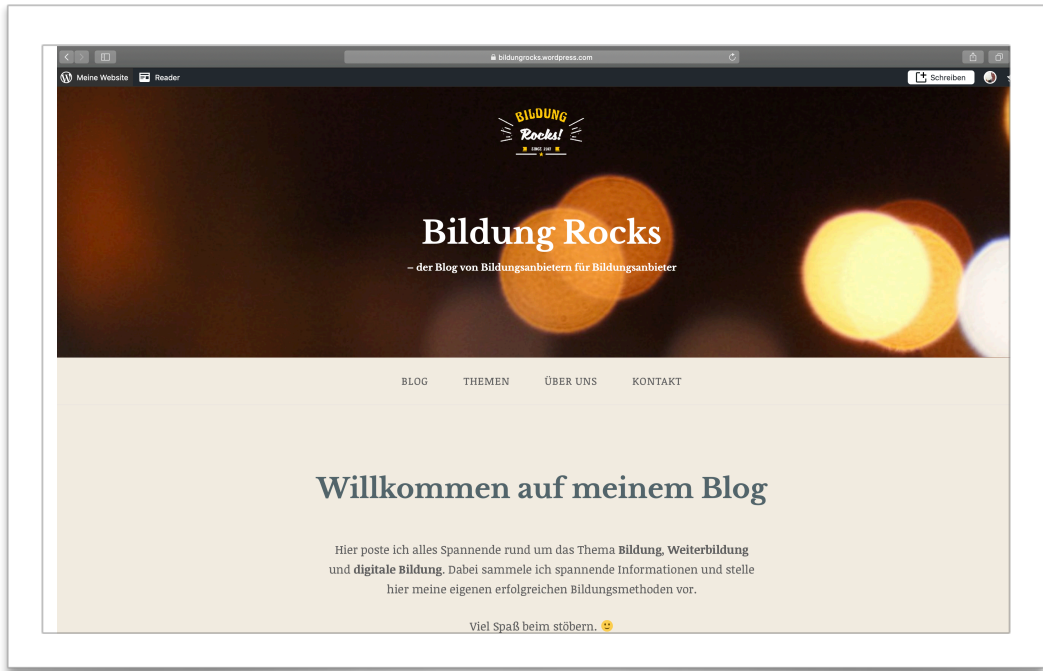 bildungrocks.wordpress.com
Meine Website Reader Schreiben
BILDUNG
Rocks!
SINCE 2017
Bildung Rocks
– der Blog von Bildungsanbietern für Bildungsanbieter
BLOG THEMEN ÜBER UNS KONTAKT
Willkommen auf meinem Blog
Hier poste ich alles Spannende rund um das Thema Bildung, Weiterbildung
und digitale Bildung. Dabei sammele ich spannende Informationen und stelle
hier meine eigenen erfolgreichen Bildungsmethoden vor.
Viel Spaß beim stöbern. 🙂